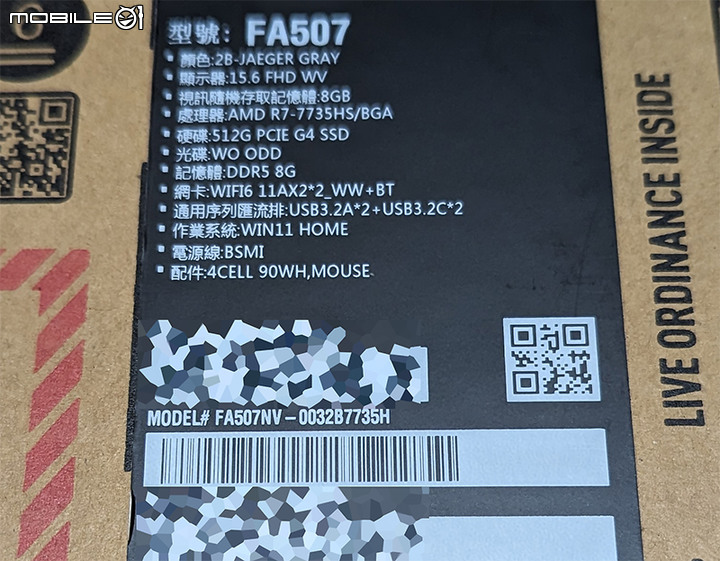 MOBILE01
型號: FA507
顏色:2B-JAEGER GRAY
顯示器:15.6 FHD WV
視訊隨機存取記憶體:8GB
處理器:AMD R7-7735HS/BGA
硬碟:512G PCIE G4 SSD
光碟:WO ODD
記憶體:DDR5 8G
網卡:WIFI6 11AX2*2_WW+BT
通用序列匯流排:USB3.2A*2+USB3.2C*2
作業系統:WIN11 HOME
電源線:BSMI
配件:4CELL 90WH,MOUSE
MODEL# FA507NV-0032B7735H
LIVE ORDINANCE INSIDE